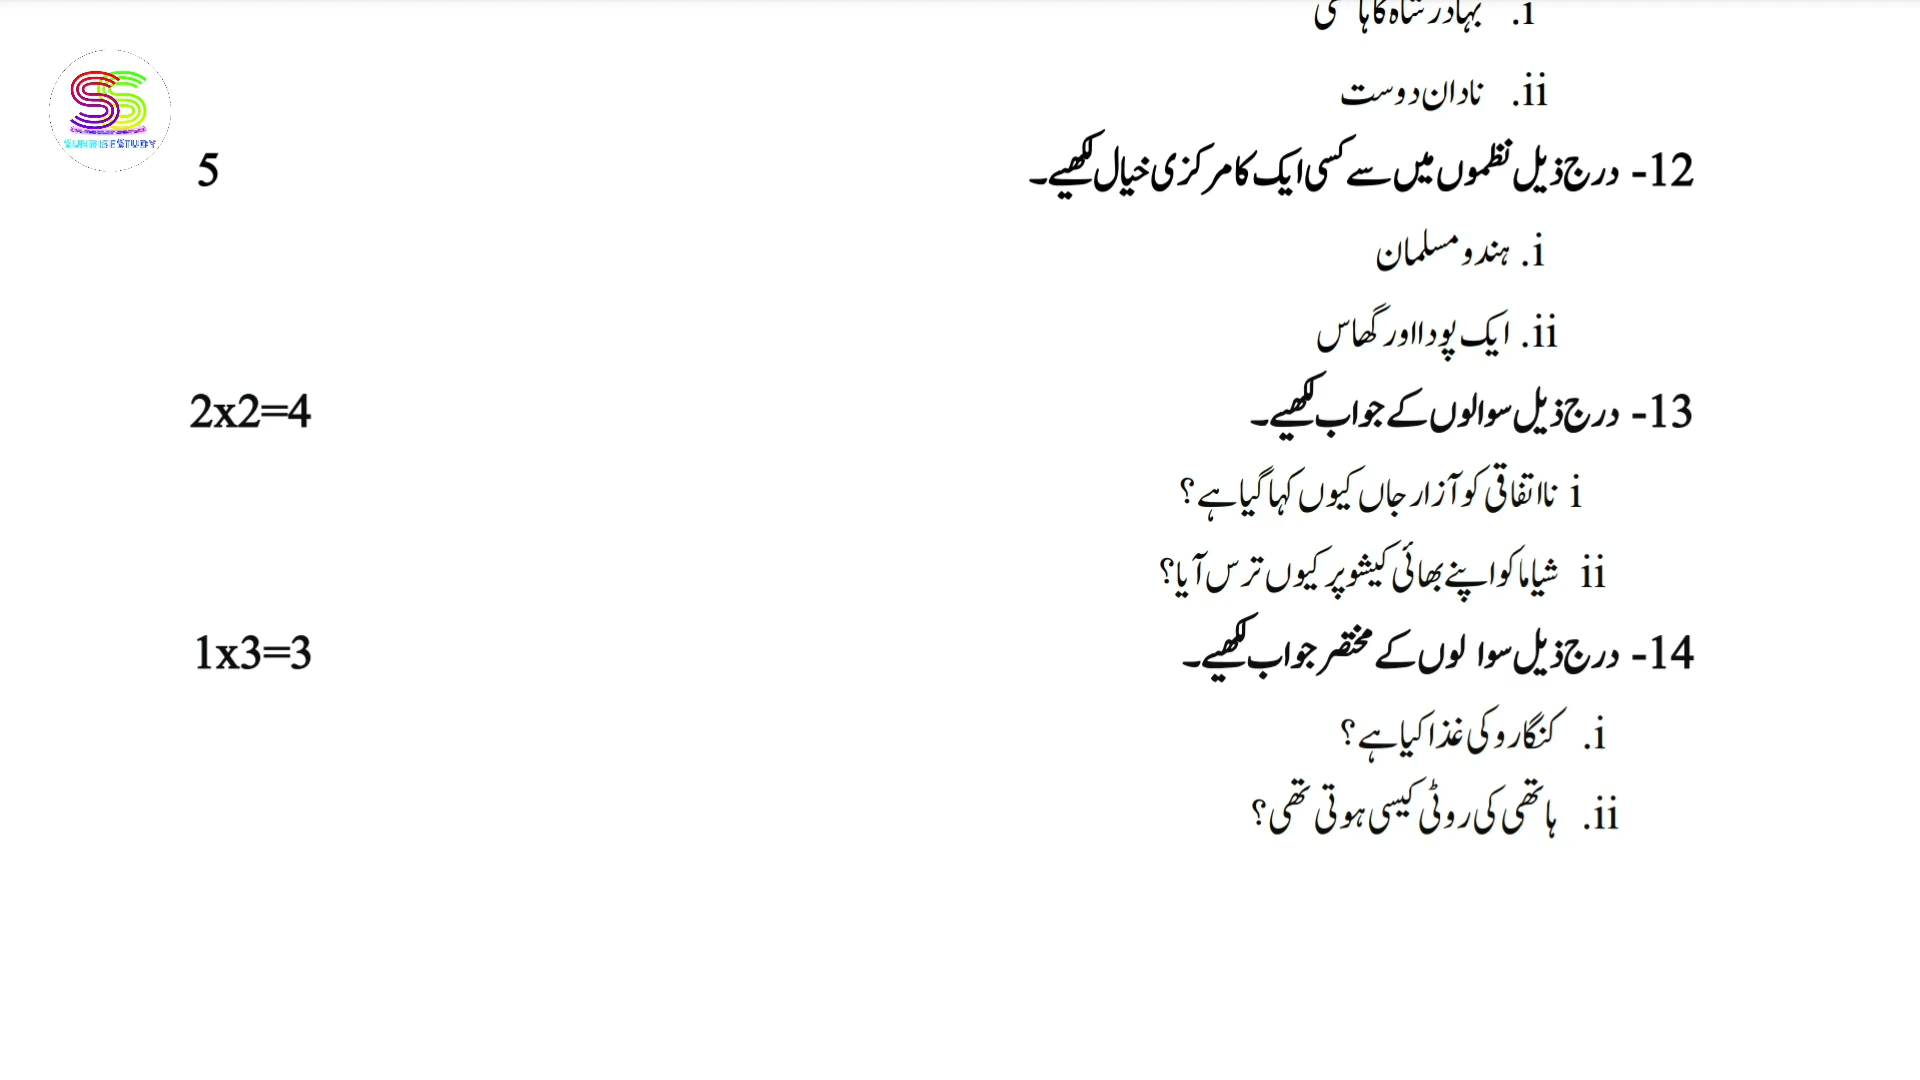 i. بہادر شاہ کا ہاتھی
ii. نادان دوست
12- درج ذیل نظموں میں سے کسی ایک کا مرکزی خیال لکھیے۔ 5
i. ہندو مسلمان
ii. ایک پودا اور گھاس
13- درج ذیل سوالوں کے جواب لکھیے۔ 2x2=4
i نااتفاقی کو آزار جاں کیوں کہا گیا ہے؟
ii شیاما کو اپنے بھائی کیشو پر کیوں ترس آیا؟
14- درج ذیل سوالوں کے مختصر جواب لکھیے۔ 1x3=3
i. کنگارو کی غذا کیا ہے؟
ii. ہاتھی کی روٹی کیسی ہوتی تھی؟
SS
SUNRISE STUDY